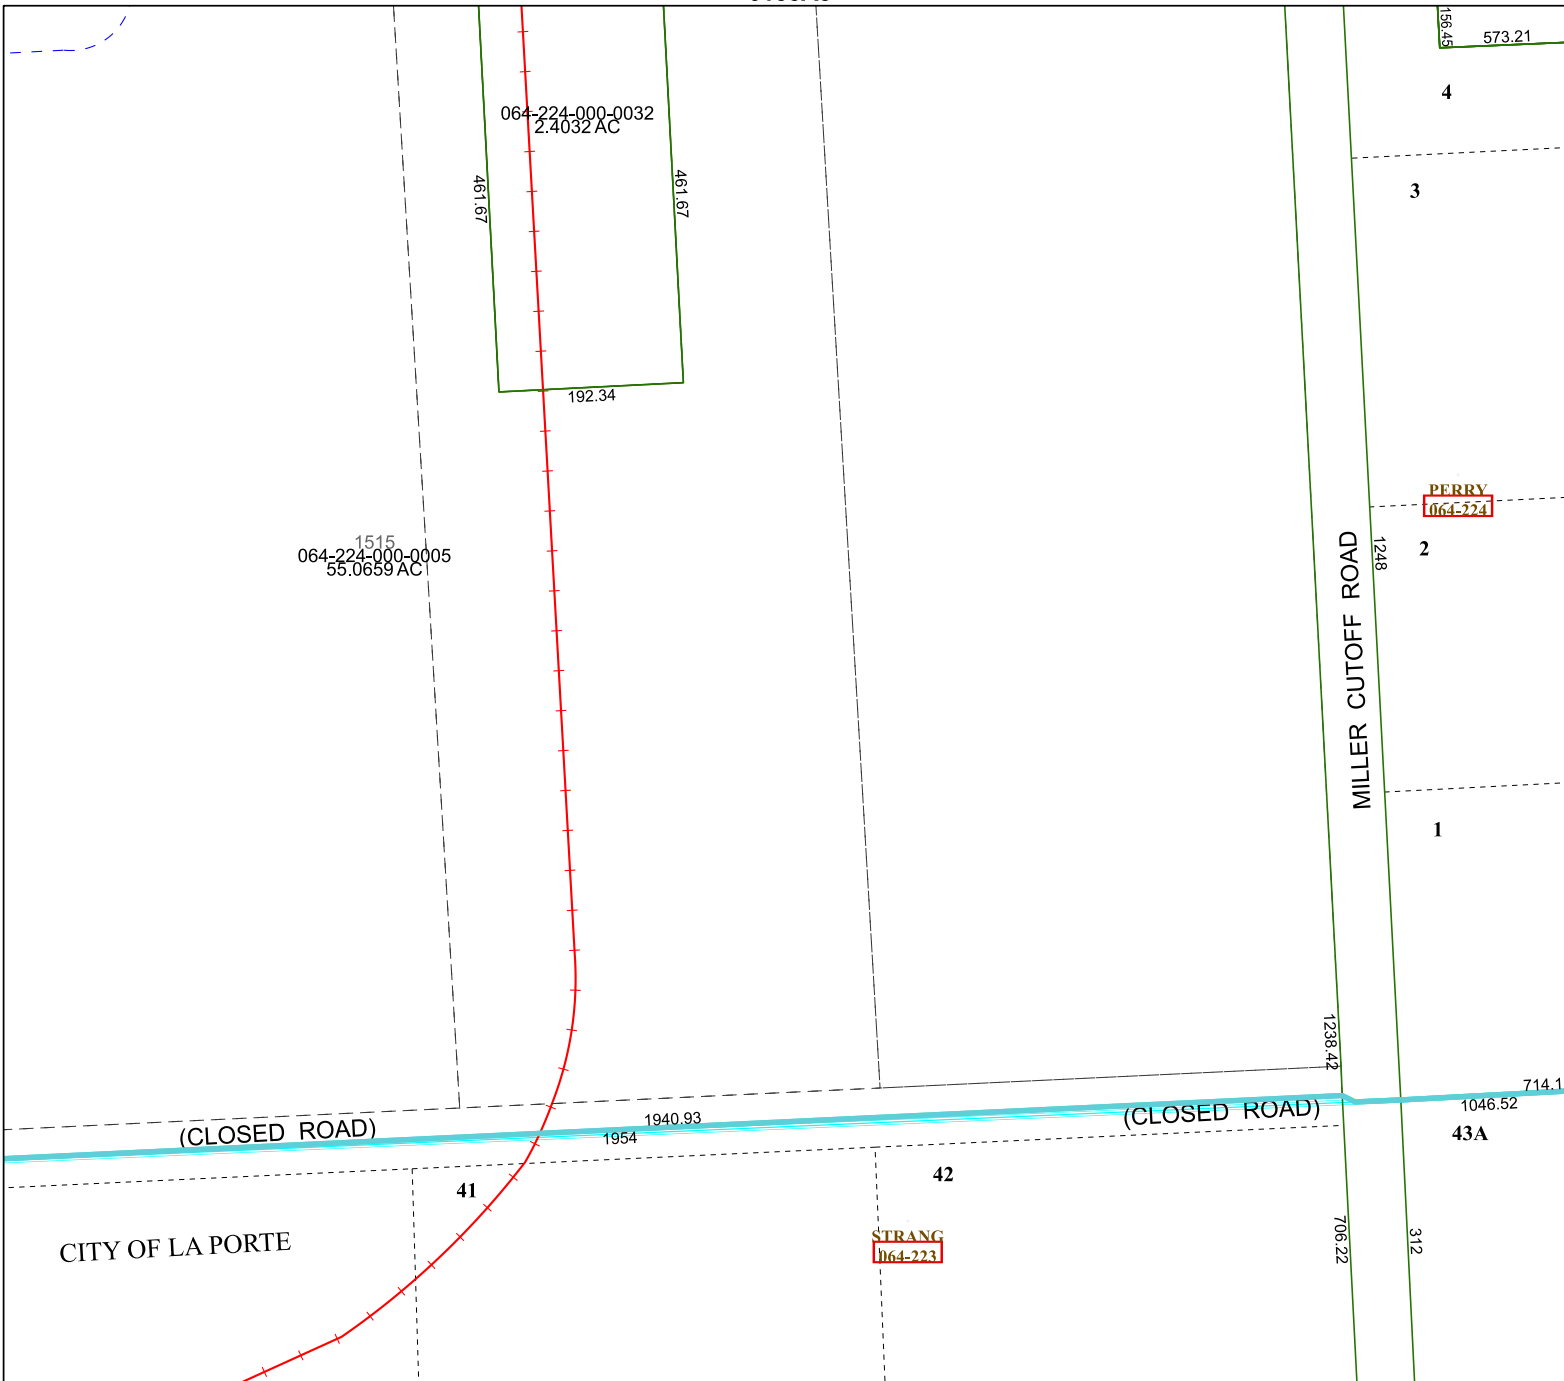 156.45
573.21
4
064-224-000-0032
2.4032 AC
3
461.67
461.67
192.34
PERRY
064-224
1515
064-224-000-0005
55.0659 AC
MILLER CUTOFF ROAD
1248
2
1
1238.42
714.1
1046.52
(CLOSED ROAD)
1940.93
1954
(CLOSED ROAD)
43A
41
42
CITY OF LA PORTE
STRANG
064-223
706.22
312